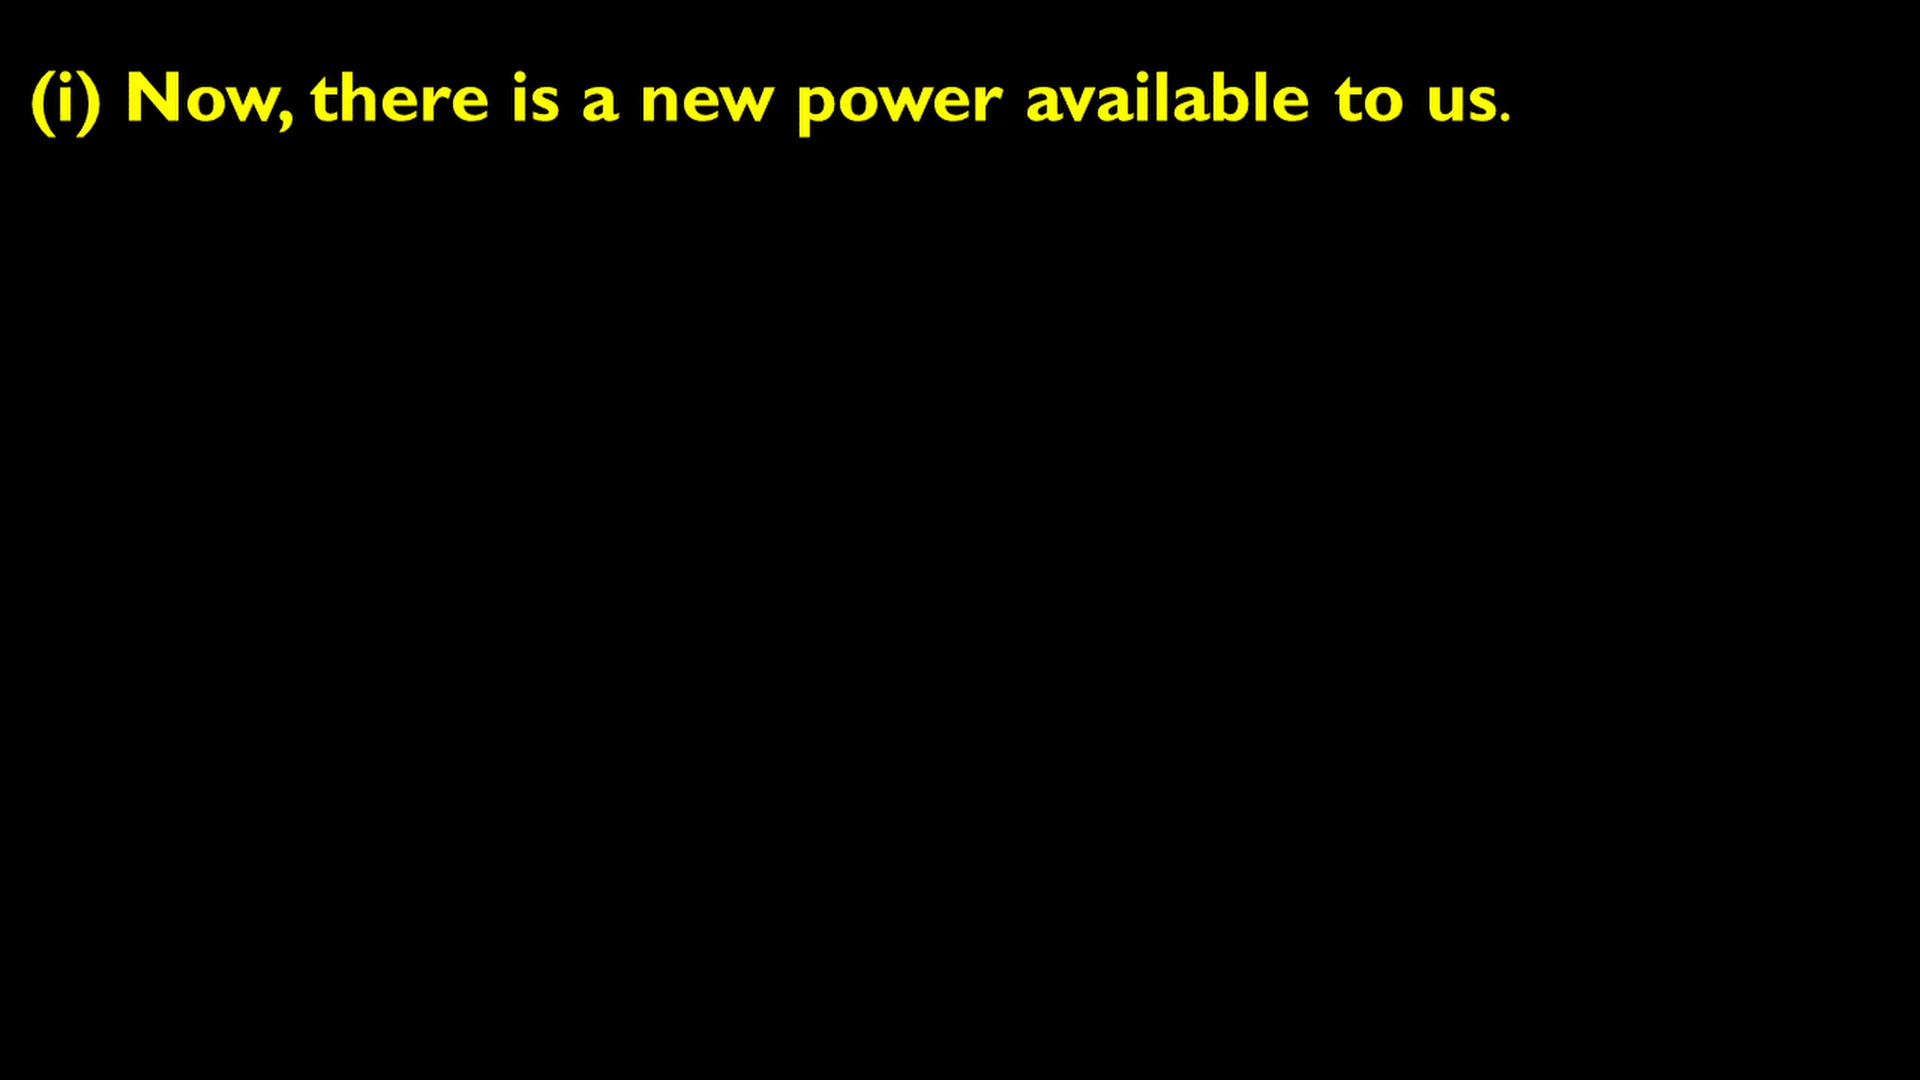 (i) Now, there is a new power available to us.